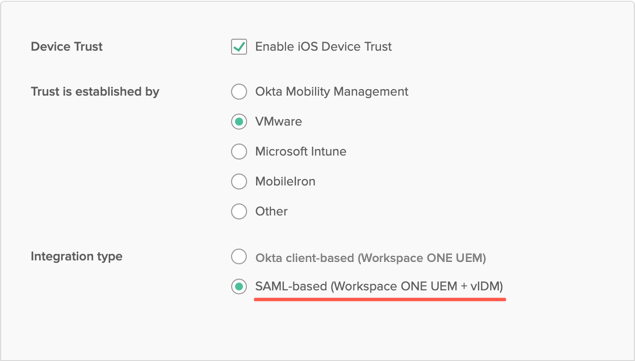 Device Trust
Enable iOS Device Trust
Trust is established by
Okta Mobility Management
VMware
Microsoft Intune
MobileIron
Other
Integration type
Okta client-based (Workspace ONE UEM)
SAML-based (Workspace ONE UEM + vIDM)